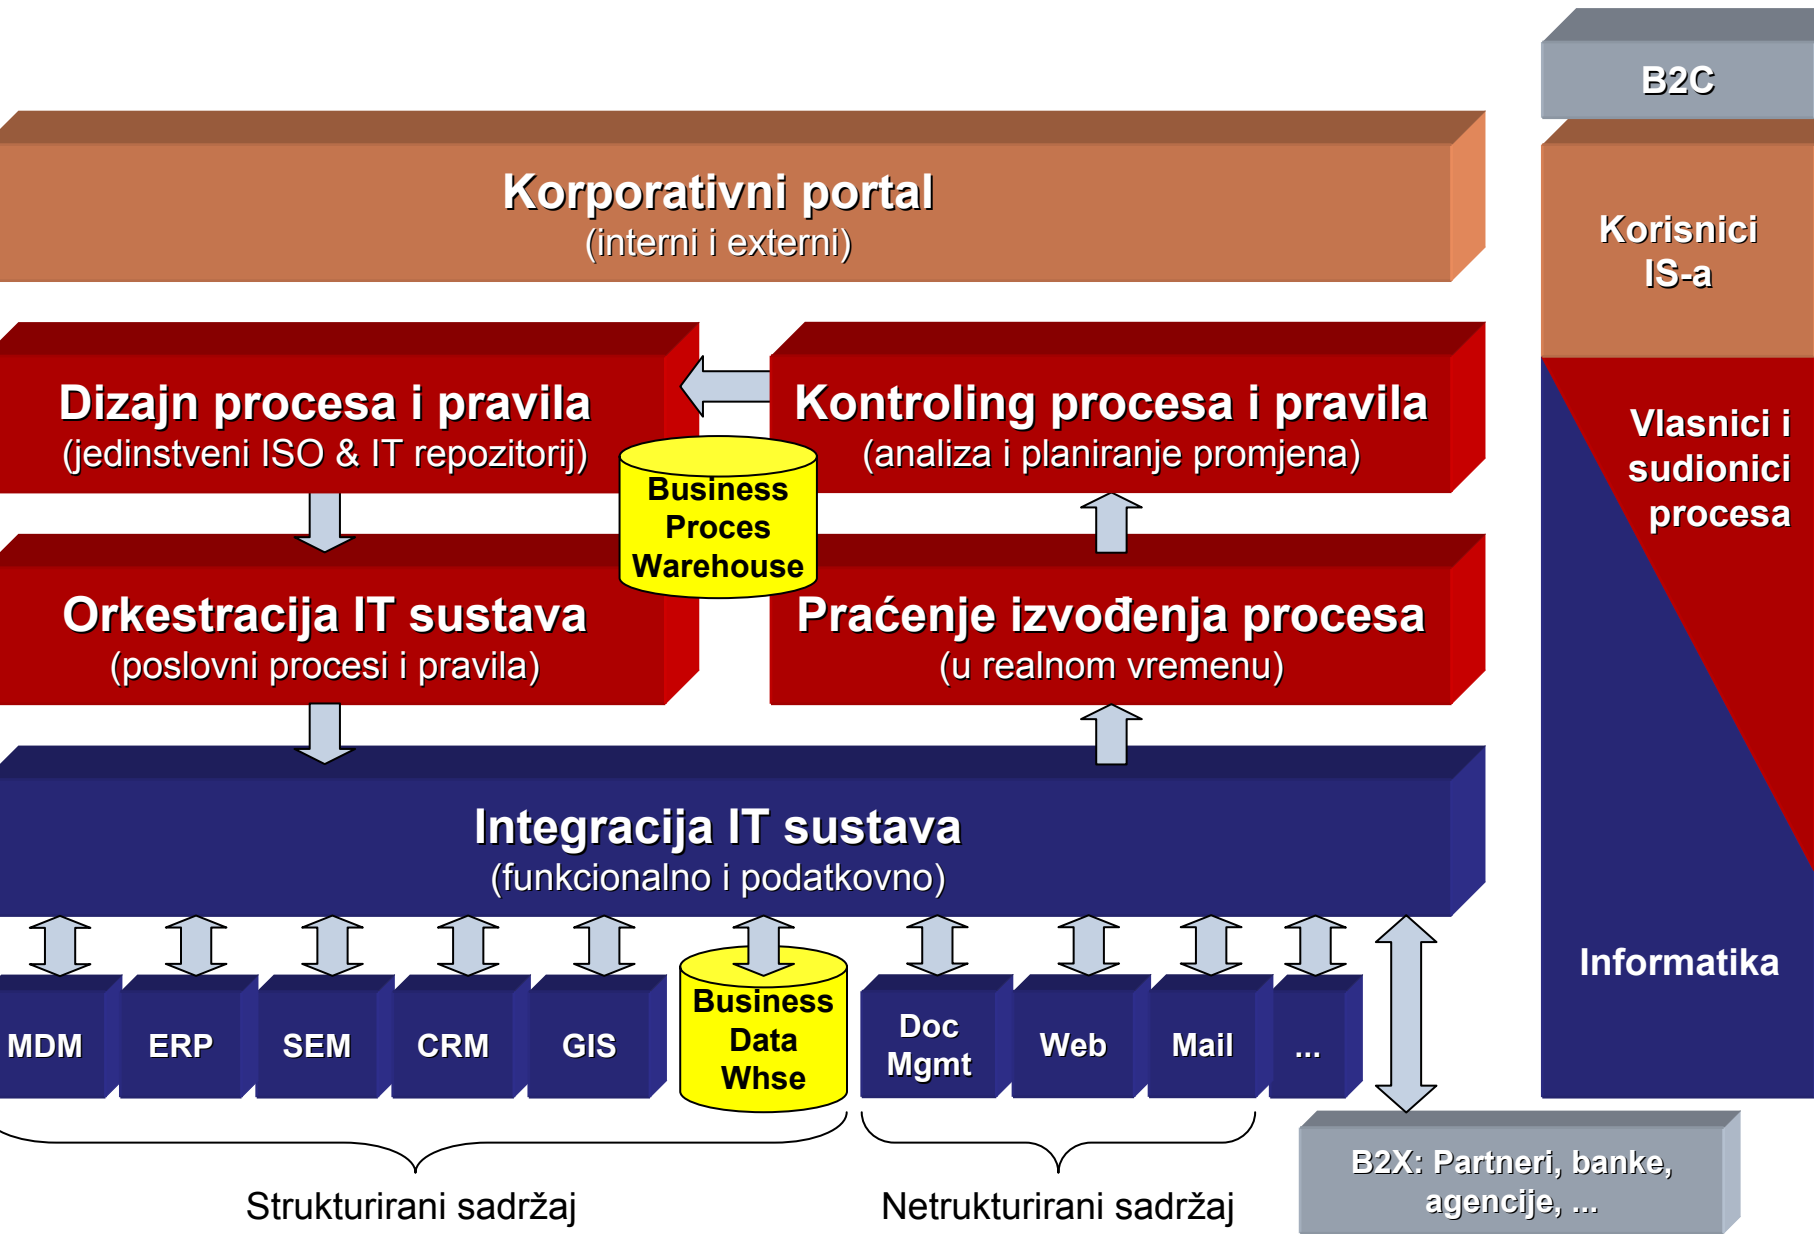 B2C
Korporativni portal
(interni i externi)
Korisnici
IS-a
Dizajn procesa i pravila
(jedinstveni ISO & IT repozitorij)
Kontroling procesa i pravila
(analiza i planiranje promjena)
Vlasnici i
sudionici
procesa
Business
Proces
Warehouse
Orkestracija IT sustava
(poslovni procesi i pravila)
Praćenje izvođenja procesa
(u realnom vremenu)
Integracija IT sustava
(funkcionalno i podatkovno)
Informatika
MDM
ERP
SEM
CRM
GIS
Business
Data
Whse
Doc
Mgmt
Web
Mail
...
Strukturirani sadržaj
Netrukturirani sadržaj
B2X: Partneri, banke,
agencije, ...